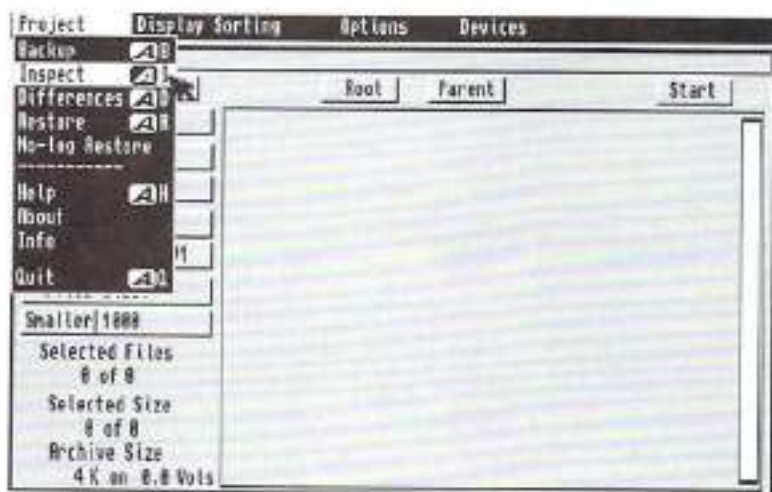 Project Display Sorting Options Devices
Backup A B
Inspect A I
Differences A D
Restore A R
No-log Restore
------------
Help A H
About
Info
Quit A Q
Root Parent Start
Smaller 1000
Selected Files
0 of 0
Selected Size
0 of 0
Archive Size
4 K on 0.0 Vols